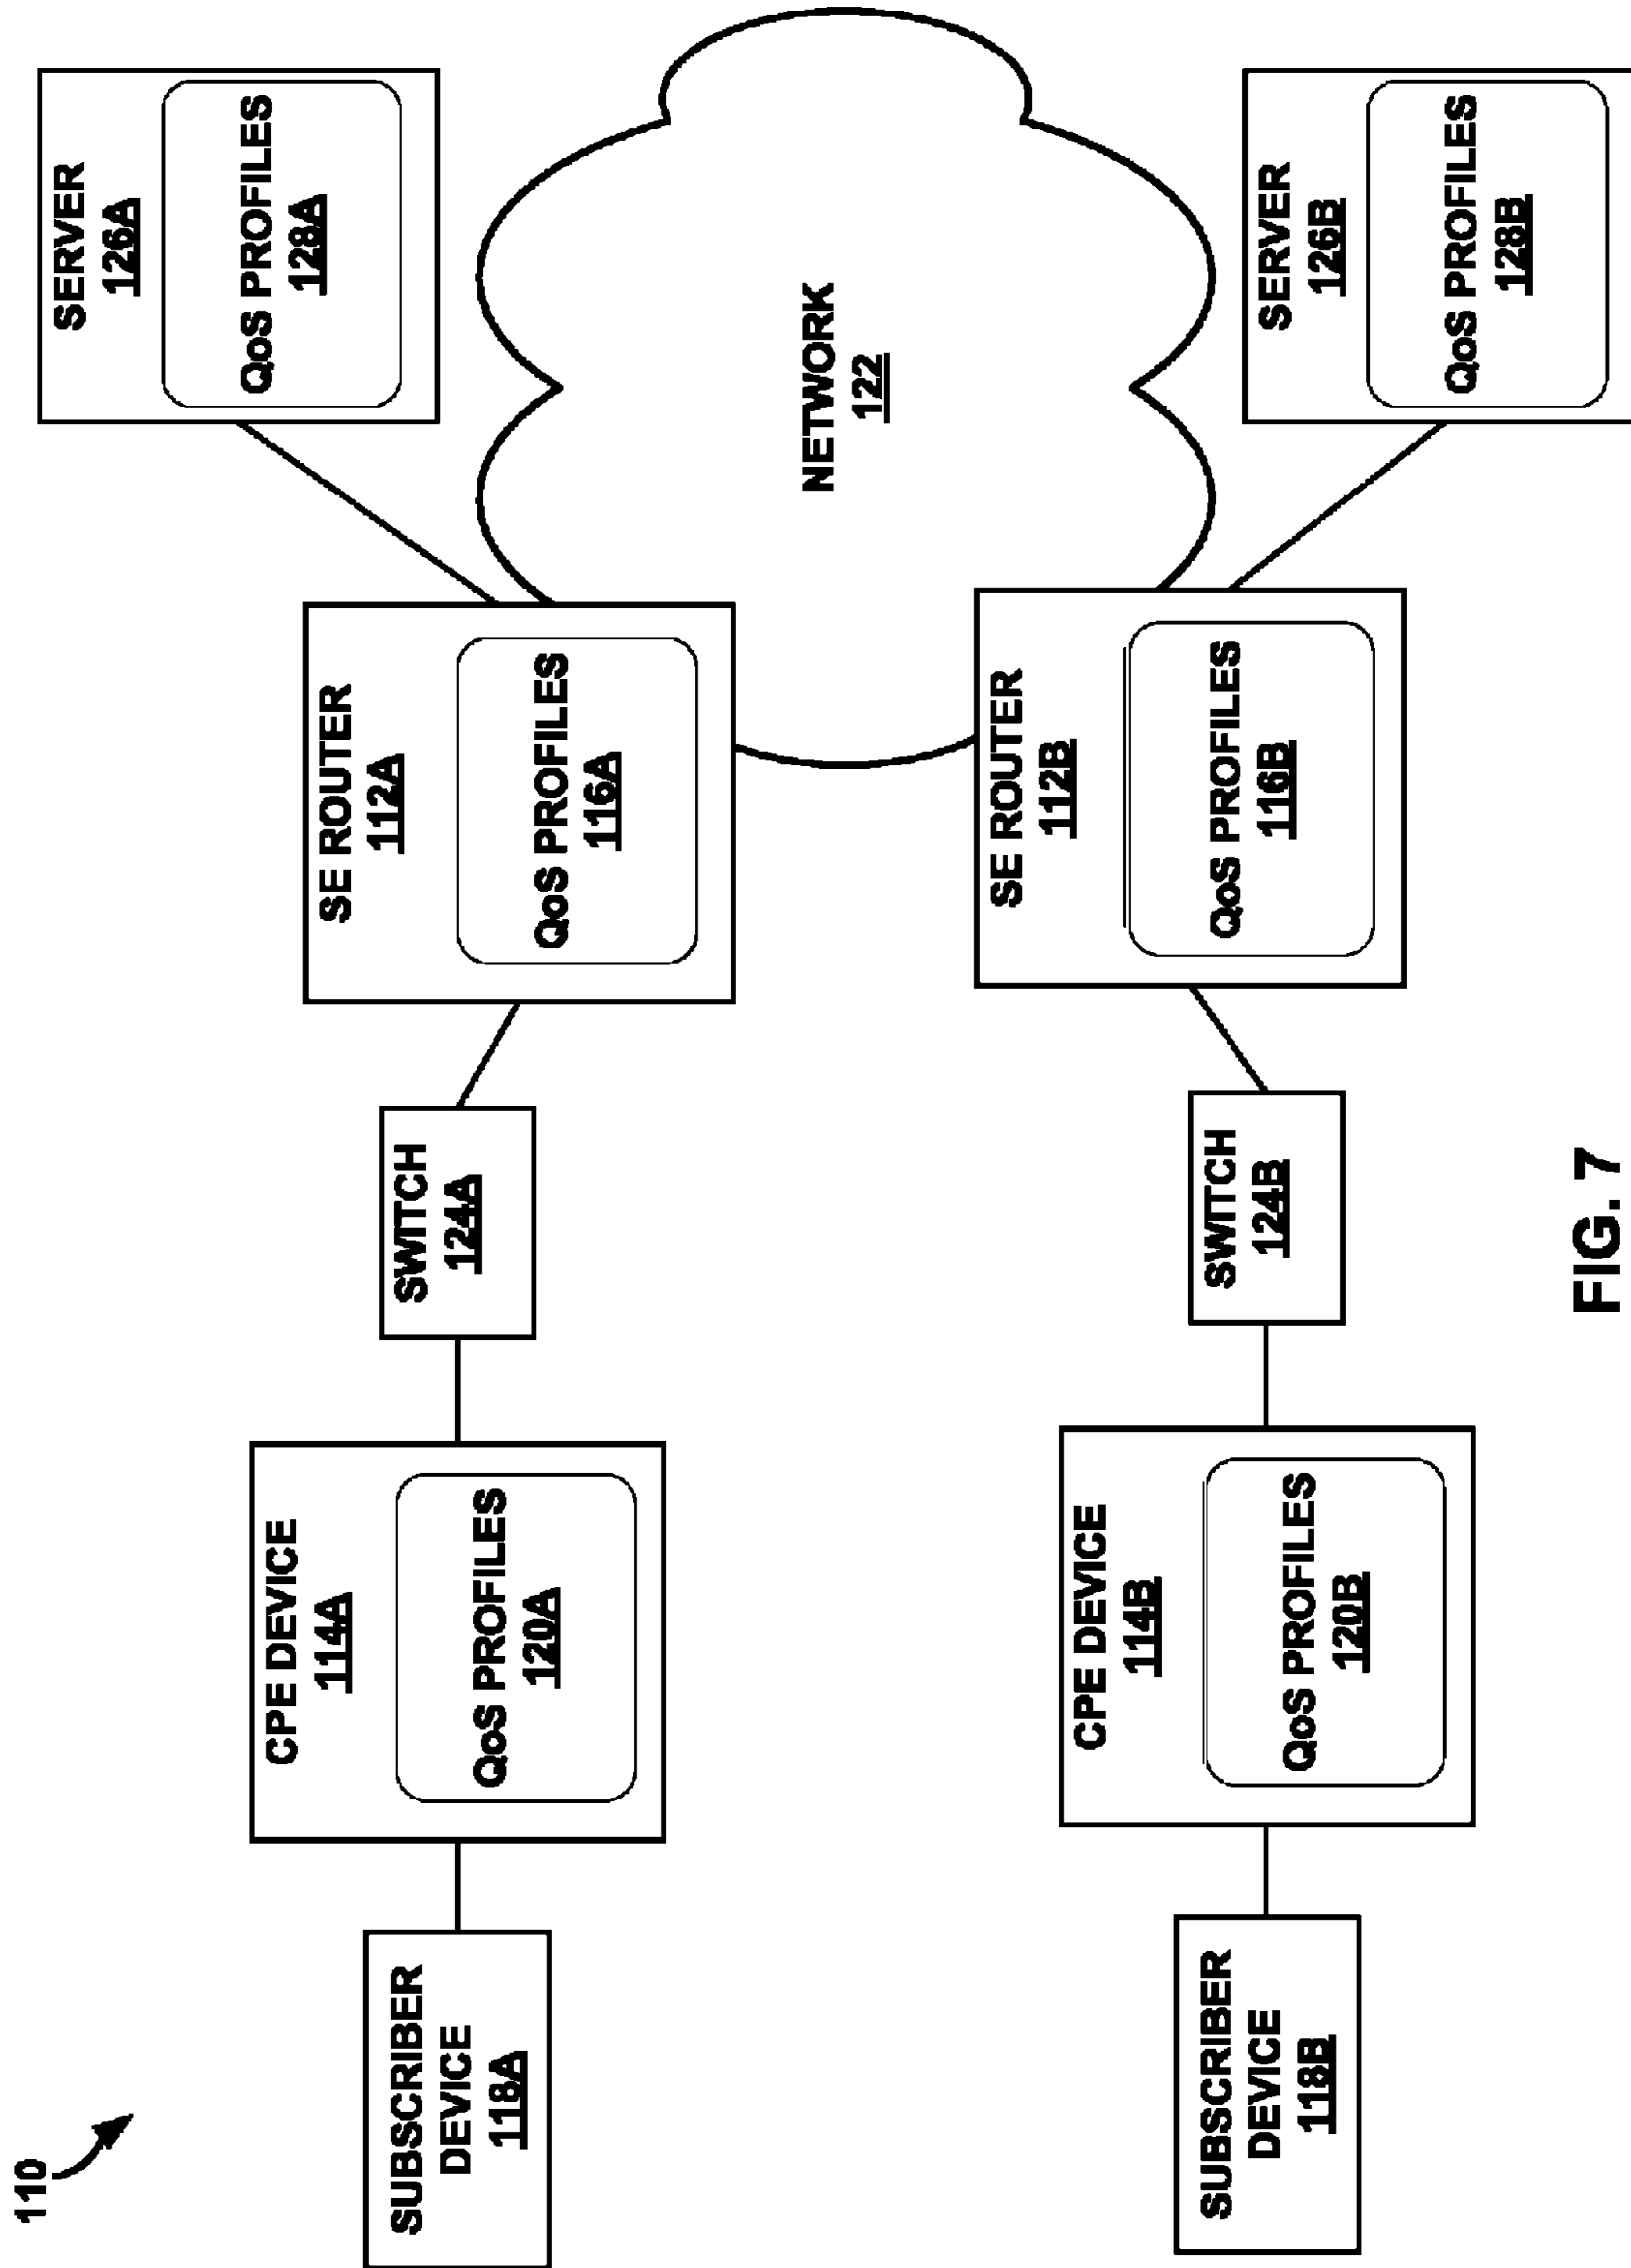 110
SUBSCRIBER
DEVICE
118A
CPE DEVICE
114A
QoS PROFILES
120A
SWITCH
124A
SE ROUTER
112A
QoS PROFILES
116A
SERVER
126A
QoS PROFILES
128A
NETWORK
122
SUBSCRIBER
DEVICE
118B
CPE DEVICE
114B
QoS PROFILES
120B
SWITCH
124B
SE ROUTER
112B
QoS PROFILES
116B
SERVER
126B
QoS PROFILES
128B
FIG. 7